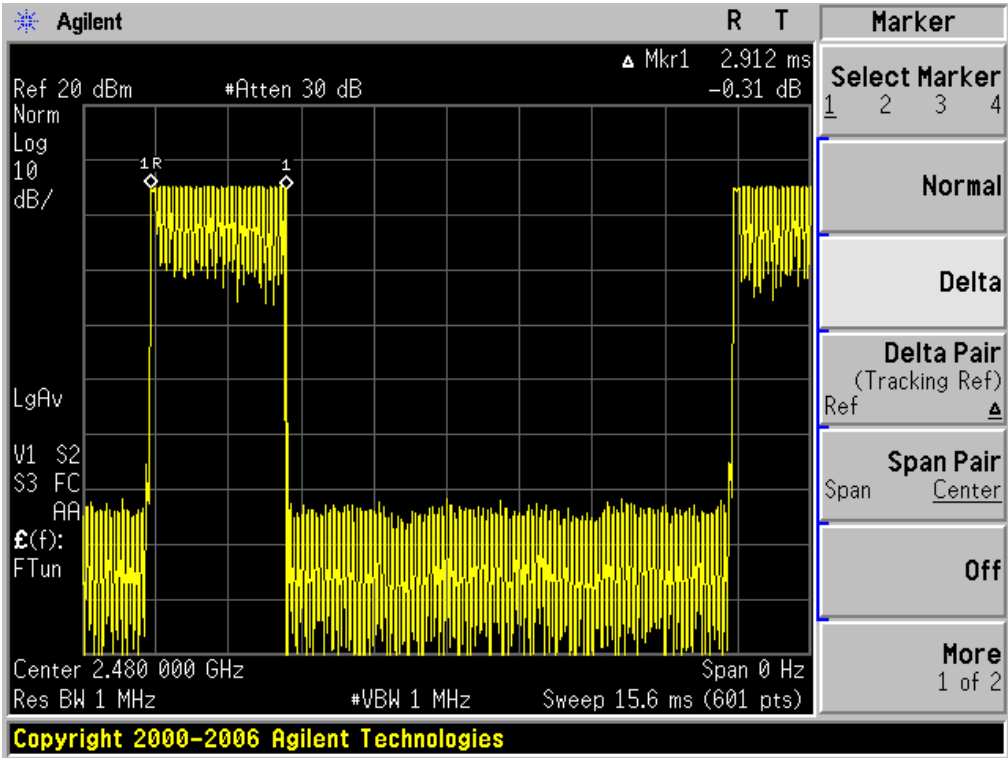 Agilent R T
Δ Mkr1 2.912 ms
Ref 20 dBm #Atten 30 dB -0.31 dB
Norm
Log
10
dB/
1R
1
LgAv
V1 S2
S3 FC
AA
£(f):
FTun
Center 2.480 000 GHz Span 0 Hz
Res BW 1 MHz #VBW 1 MHz Sweep 15.6 ms (601 pts)
Copyright 2000-2006 Agilent Technologies
Marker
Select Marker
1 2 3 4
Normal
Delta
Delta Pair
(Tracking Ref)
Ref Δ
Span Pair
Span Center
Off
More
1 of 2